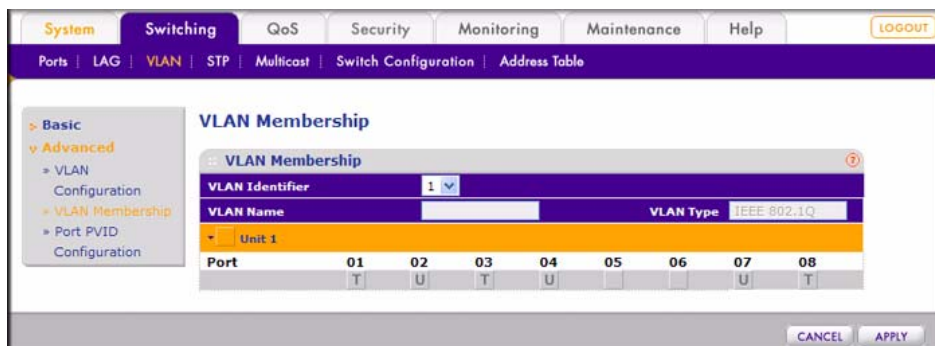 System Switching QoS Security Monitoring Maintenance Help LOGOUT
Ports LAG VLAN STP Multicast Switch Configuration Address Table
VLAN Membership
Basic
Advanced
VLAN
Configuration
VLAN Membership
Port PVID
Configuration
VLAN Membership ?
VLAN Identifier 1
VLAN Name VLAN Type IEEE 802.1Q
Unit 1
Port 01 02 03 04 05 06 07 08
T U T U U T
CANCEL APPLY